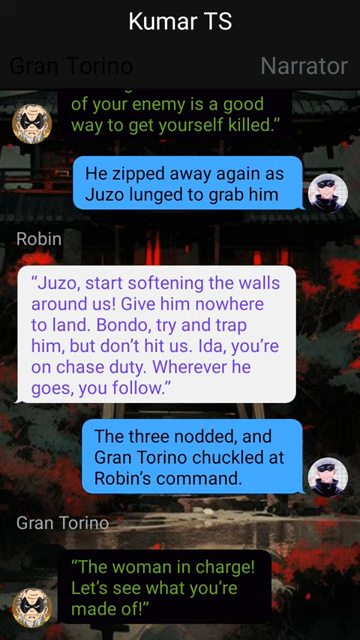 Kumar TS
Gran Torino
Narrator
of your enemy is a good
way to get yourself killed.”
He zipped away again as
Juzo lunged to grab him
Robin
“Juzo, start softening the walls
around us! Give him nowhere
to land. Bondo, try and trap
him, but don’t hit us. Ida, you’re
on chase duty. Wherever he
goes, you follow.”
The three nodded, and
Gran Torino chuckled at
Robin’s command.
Gran Torino
“The woman in charge!
Let’s see what you’re
made of!”